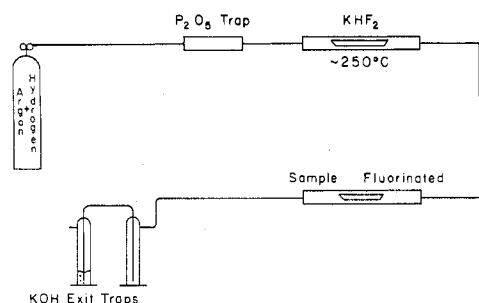 P₂O₅ Trap
KHF₂
~250°C
Argon
+
Hydrogen
Sample Fluorinated
KOH Exit Traps